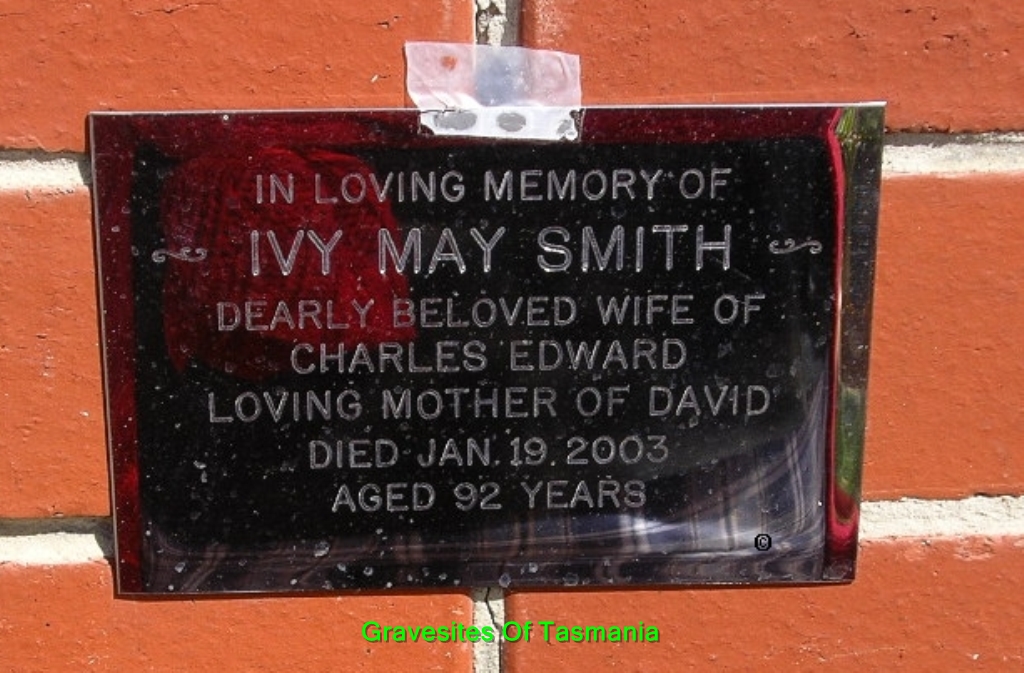 IN LOVING MEMORY OF
IVY MAY SMITH
DEARLY BELOVED WIFE OF
CHARLES EDWARD
LOVING MOTHER OF DAVID
DIED JAN. 19. 2003
AGED 92 YEARS
©
Gravesites Of Tasmania